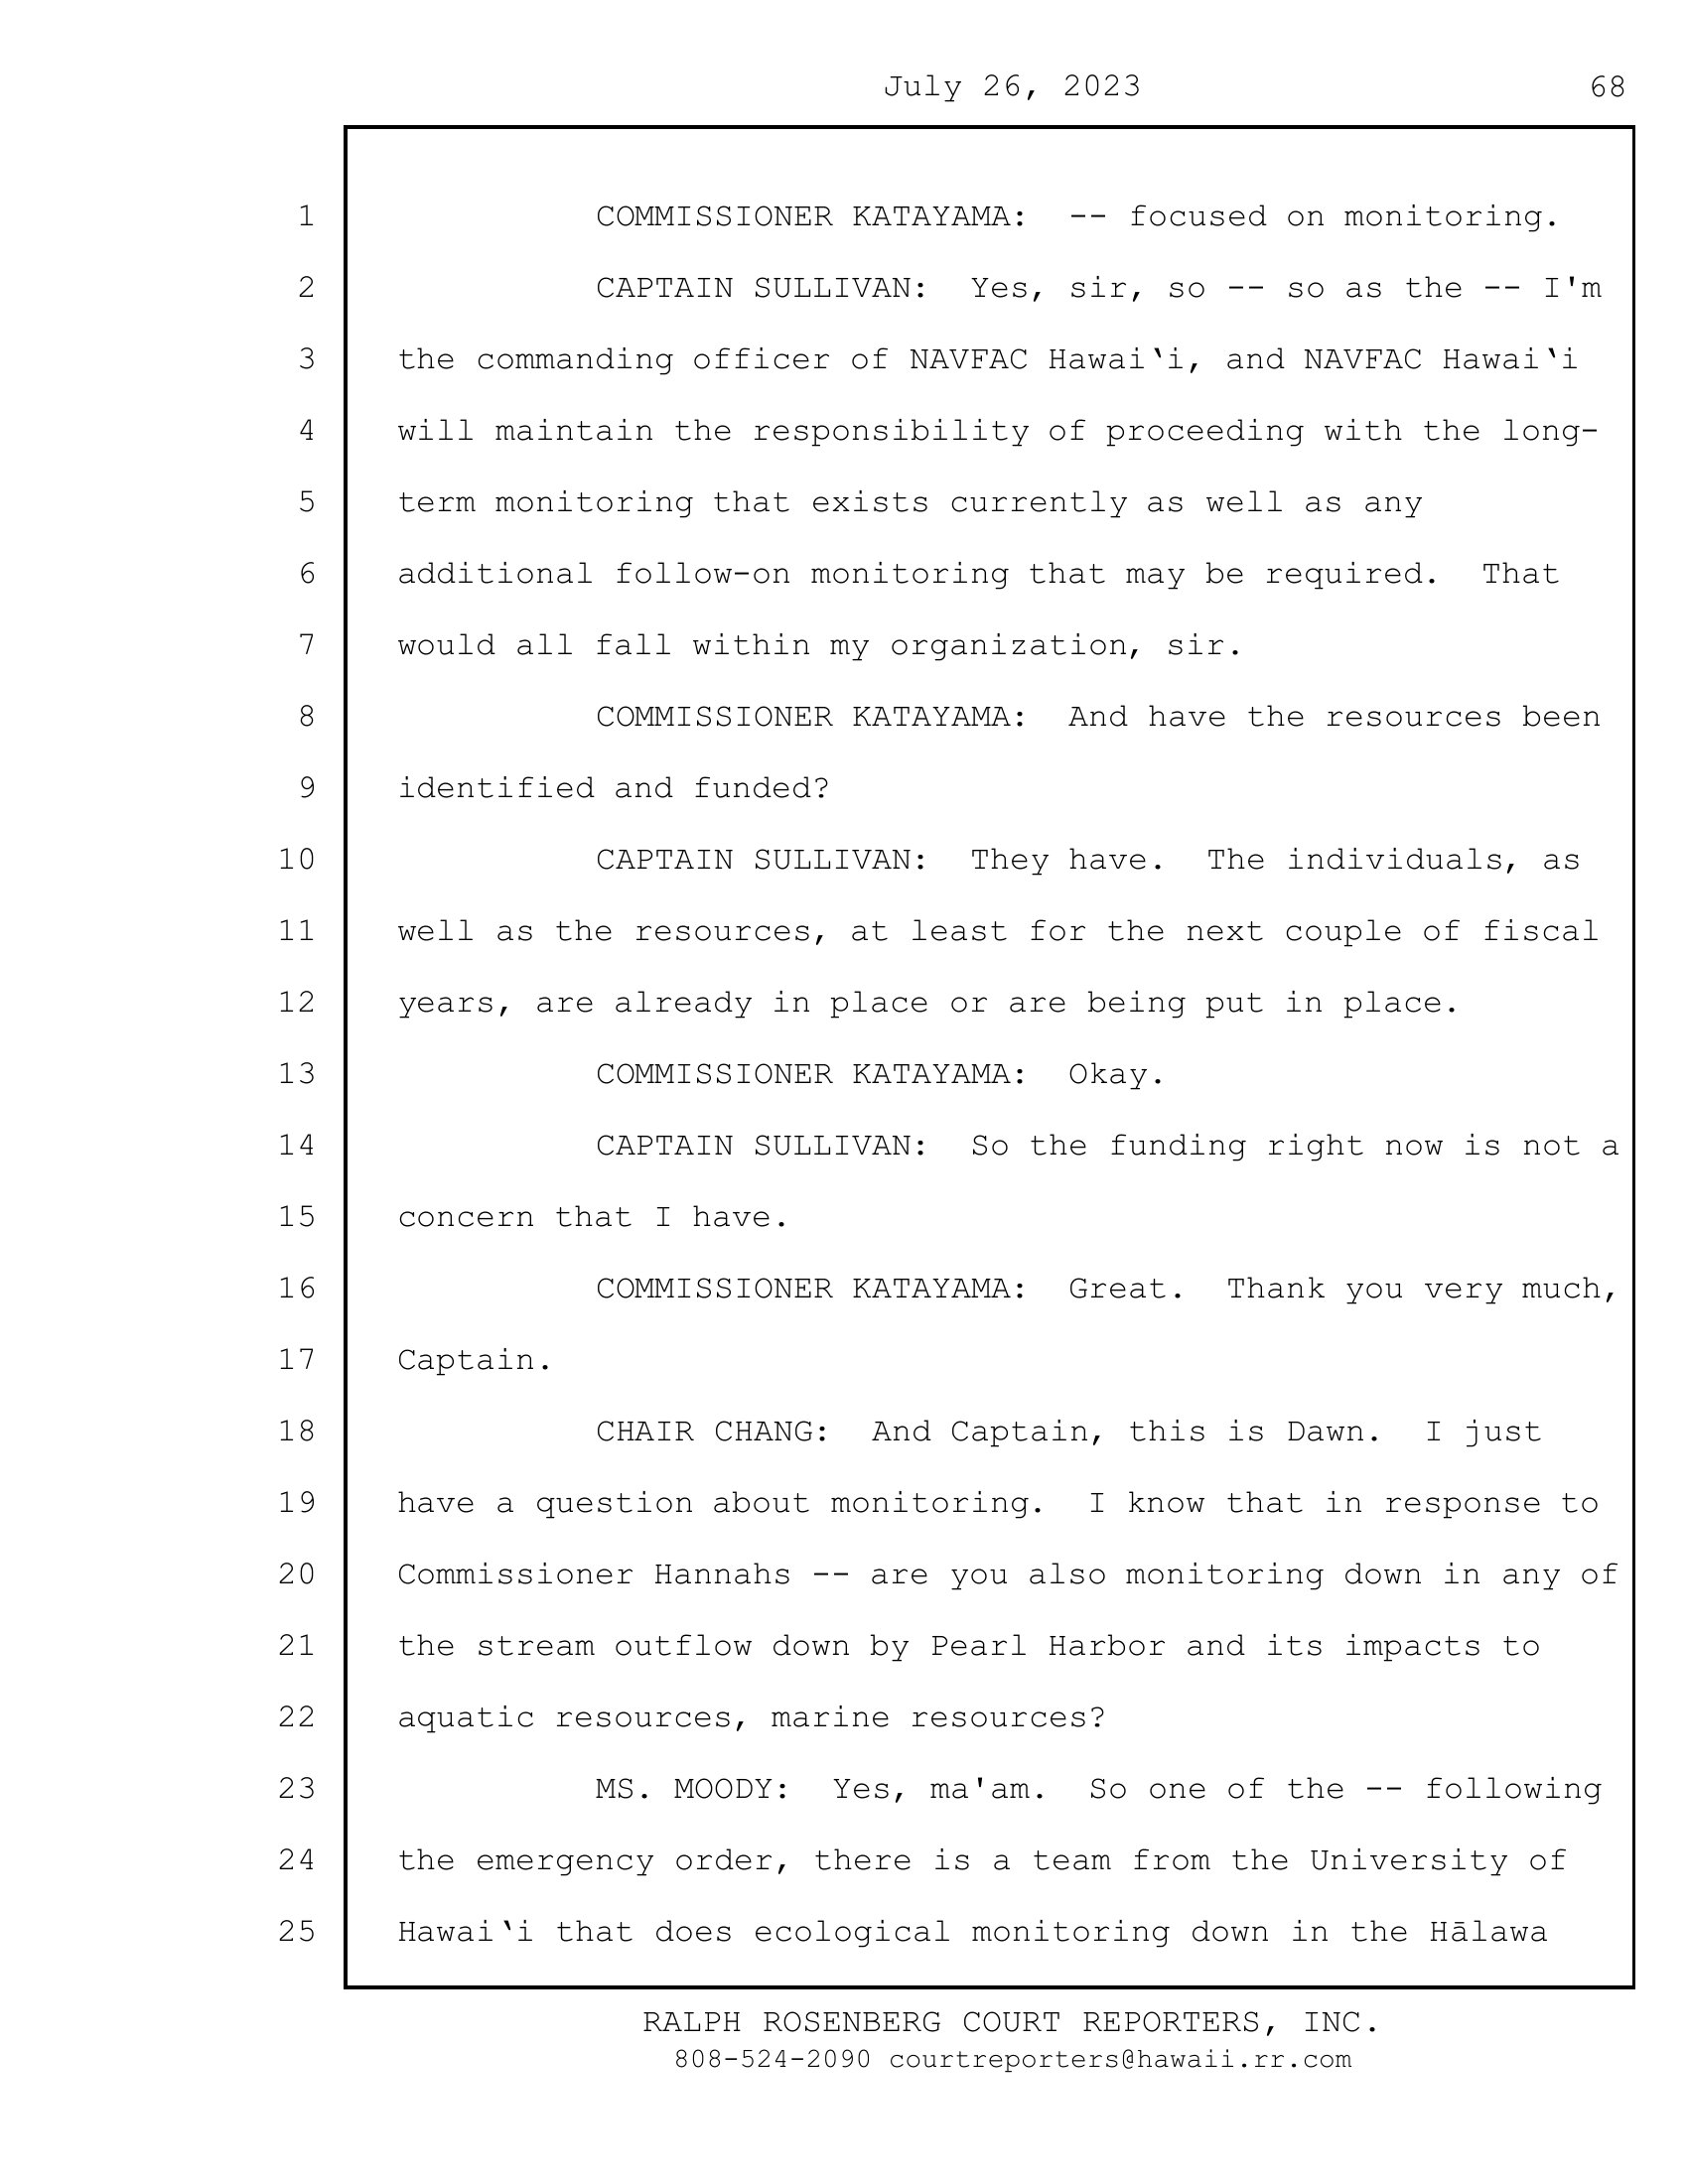 July 26, 2023 68
1 COMMISSIONER KATAYAMA:  -- focused on monitoring.
2 CAPTAIN SULLIVAN:  Yes, sir, so -- so as the -- I'm
3 the commanding officer of NAVFAC Hawai‘i, and NAVFAC Hawai‘i
4 will maintain the responsibility of proceeding with the long-
5 term monitoring that exists currently as well as any
6 additional follow-on monitoring that may be required.  That
7 would all fall within my organization, sir.
8 COMMISSIONER KATAYAMA:  And have the resources been
9 identified and funded?
10 CAPTAIN SULLIVAN:  They have.  The individuals, as
11 well as the resources, at least for the next couple of fiscal
12 years, are already in place or are being put in place.
13 COMMISSIONER KATAYAMA:  Okay.
14 CAPTAIN SULLIVAN:  So the funding right now is not a
15 concern that I have.
16 COMMISSIONER KATAYAMA:  Great.  Thank you very much,
17 Captain.
18 CHAIR CHANG:  And Captain, this is Dawn.  I just
19 have a question about monitoring.  I know that in response to
20 Commissioner Hannahs -- are you also monitoring down in any of
21 the stream outflow down by Pearl Harbor and its impacts to
22 aquatic resources, marine resources?
23 MS. MOODY:  Yes, ma'am.  So one of the -- following
24 the emergency order, there is a team from the University of
25 Hawai‘i that does ecological monitoring down in the Hālawa
RALPH ROSENBERG COURT REPORTERS, INC.
808-524-2090 courtreporters@hawaii.rr.com